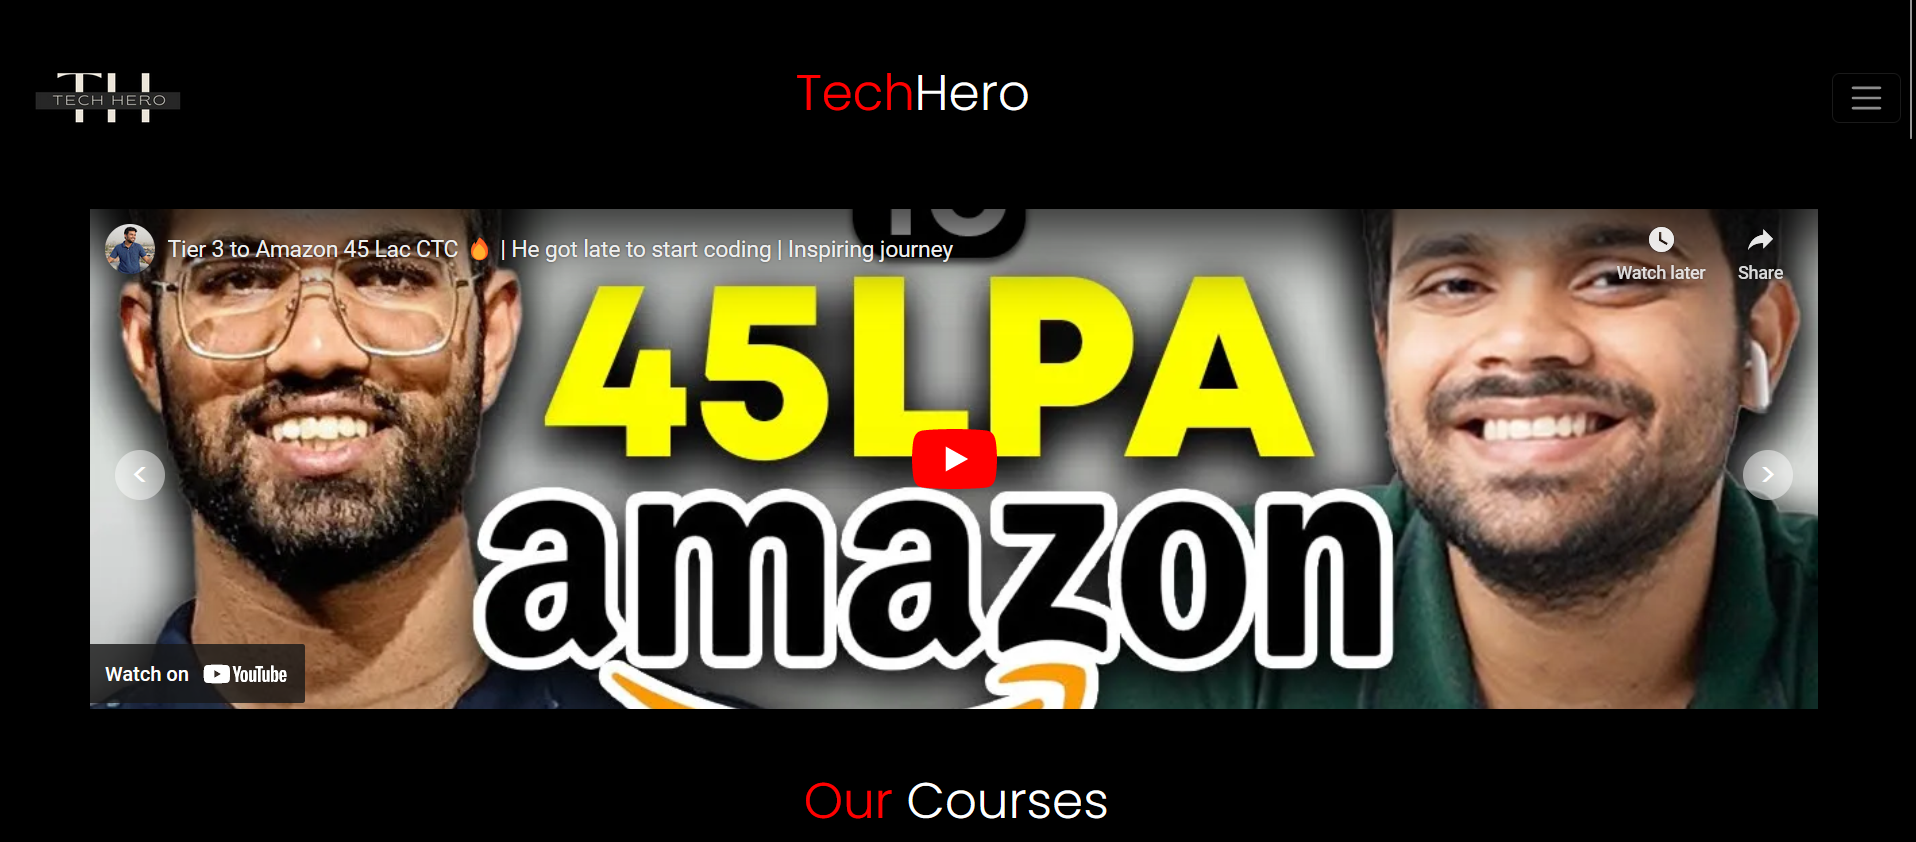 TH
TECH HERO
TechHero
Tier 3 to Amazon 45 Lac CTC 🔥 | He got late to start coding | Inspiring journey
Watch later
Share
45LPA
amazon
Watch on YouTube
Our Courses